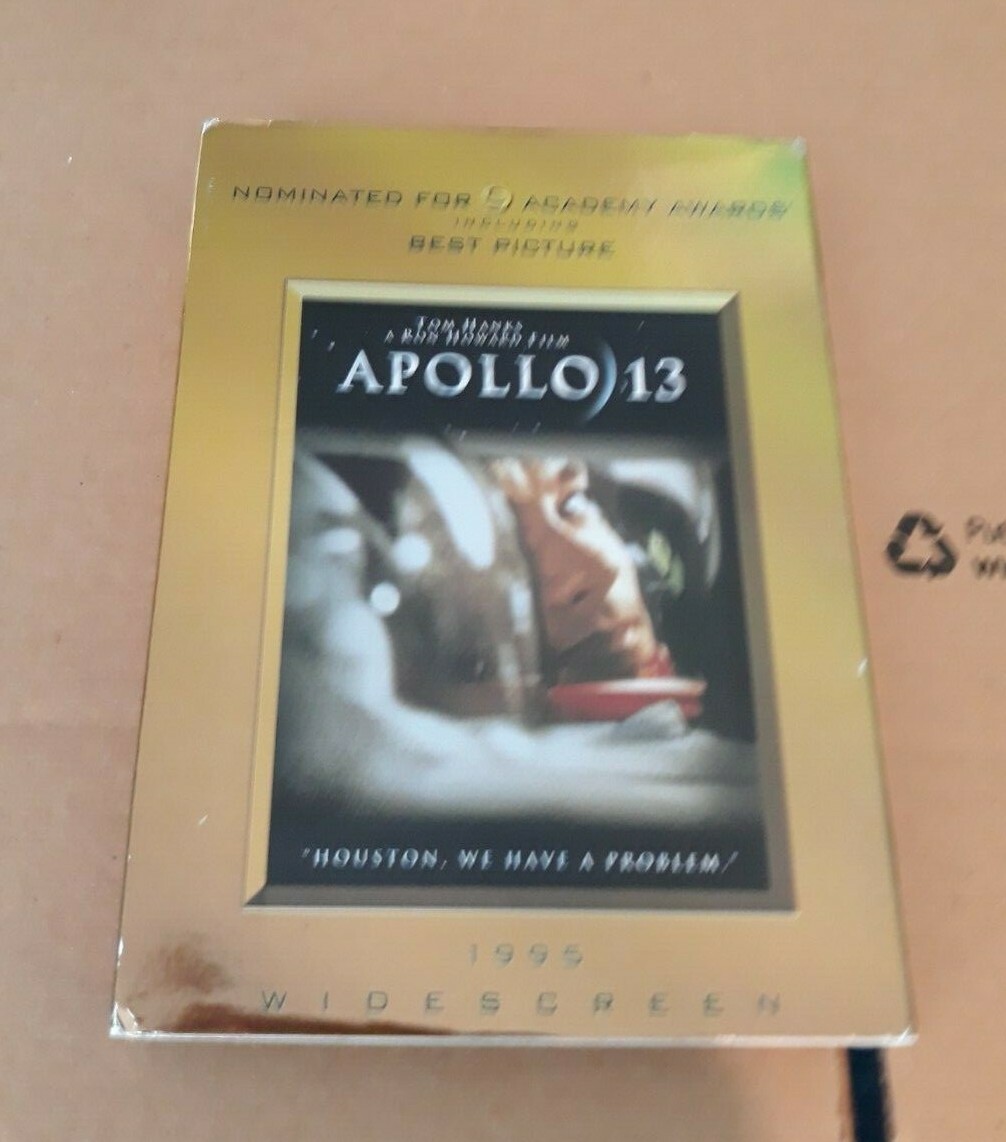 NOMINATED FOR 9 ACADEMY AWARDS
INCLUDING
BEST PICTURE
TOM HANKS
A RON HOWARD FILM
APOLLO 13
"HOUSTON, WE HAVE A PROBLEM."
1995
WIDESCREEN